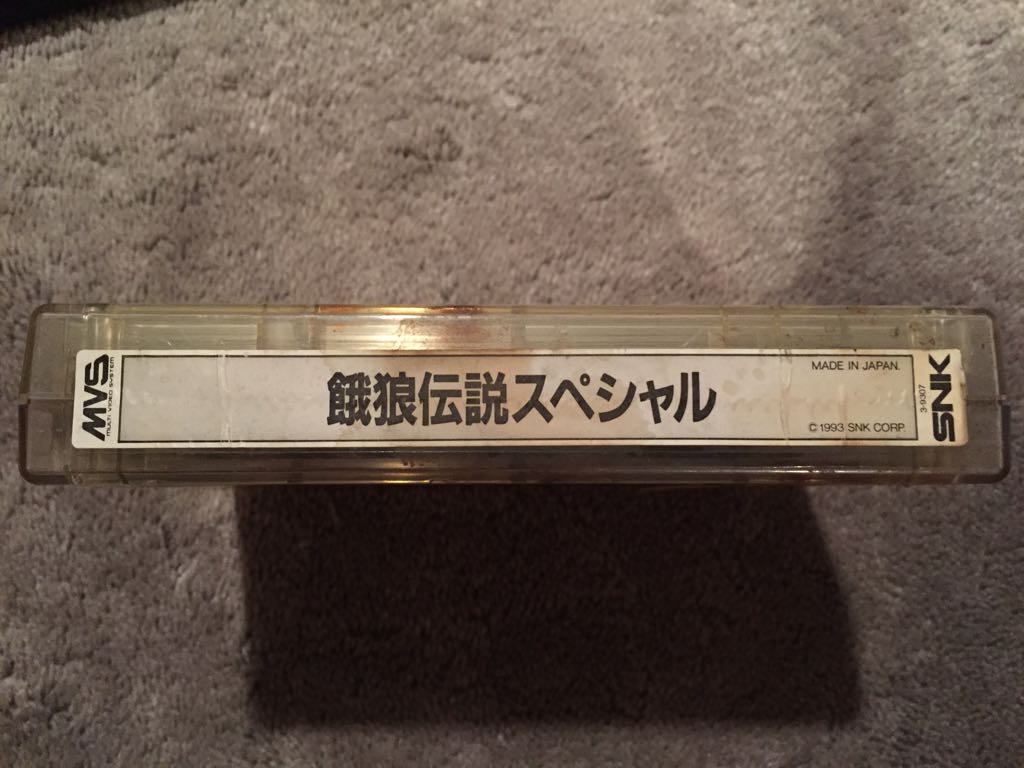 MVS
MULTI VIDEO SYSTEM
餓狼伝説スペシャル
MADE IN JAPAN.
© 1993 SNK CORP.
3-9307
SNK